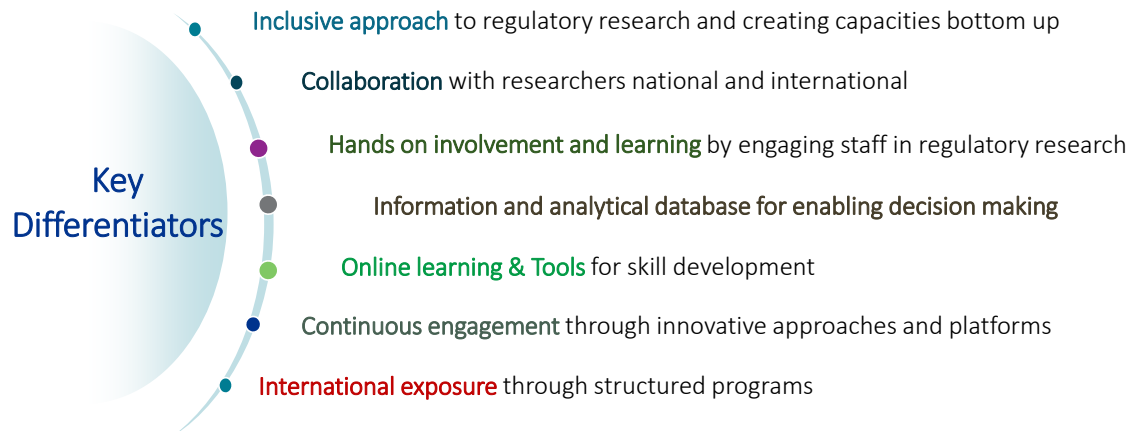 Inclusive approach to regulatory research and creating capacities bottom up
Collaboration with researchers national and international
Hands on involvement and learning by engaging staff in regulatory research
Key
Differentiators
Information and analytical database for enabling decision making
Online learning & Tools for skill development
Continuous engagement through innovative approaches and platforms
International exposure through structured programs